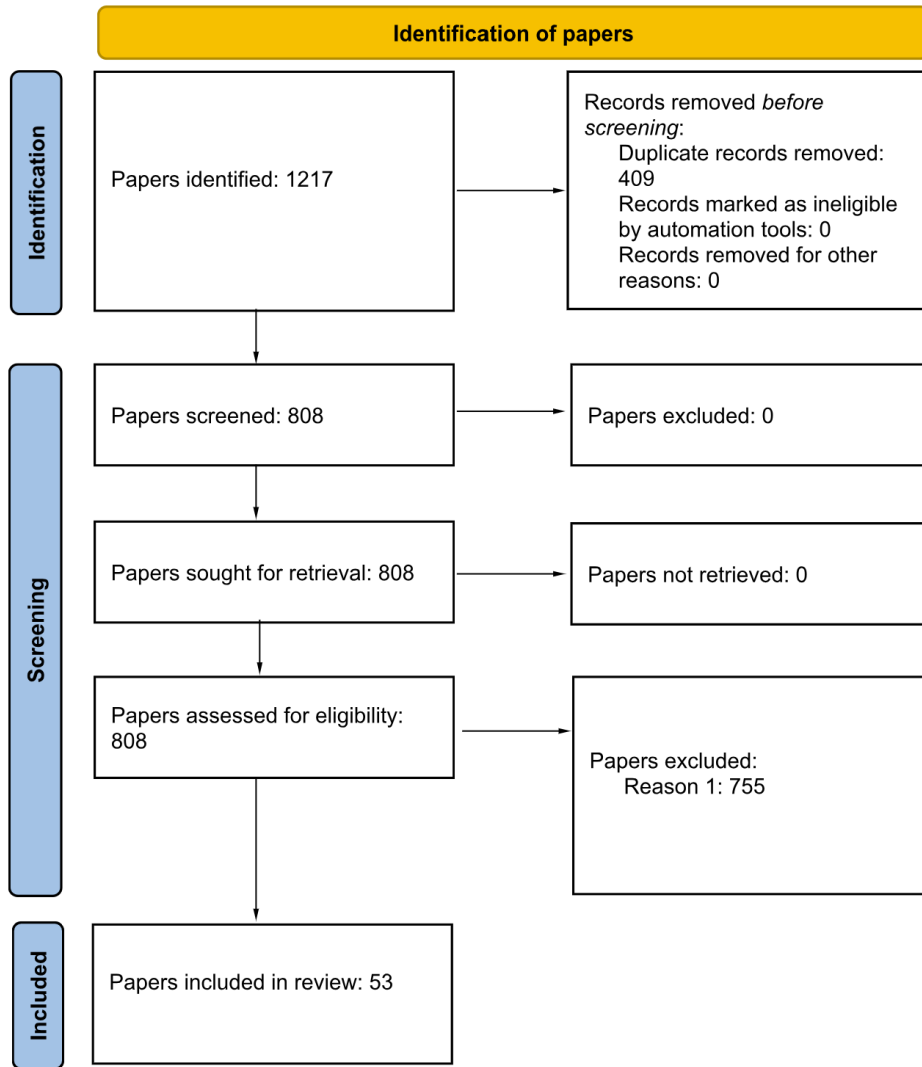 Identification of papers
Identification
Papers identified: 1217
Records removed before
screening:
Duplicate records removed:
409
Records marked as ineligible
by automation tools: 0
Records removed for other
reasons: 0
Screening
Papers screened: 808
Papers excluded: 0
Papers sought for retrieval: 808
Papers not retrieved: 0
Papers assessed for eligibility:
808
Papers excluded:
Reason 1: 755
Included
Papers included in review: 53